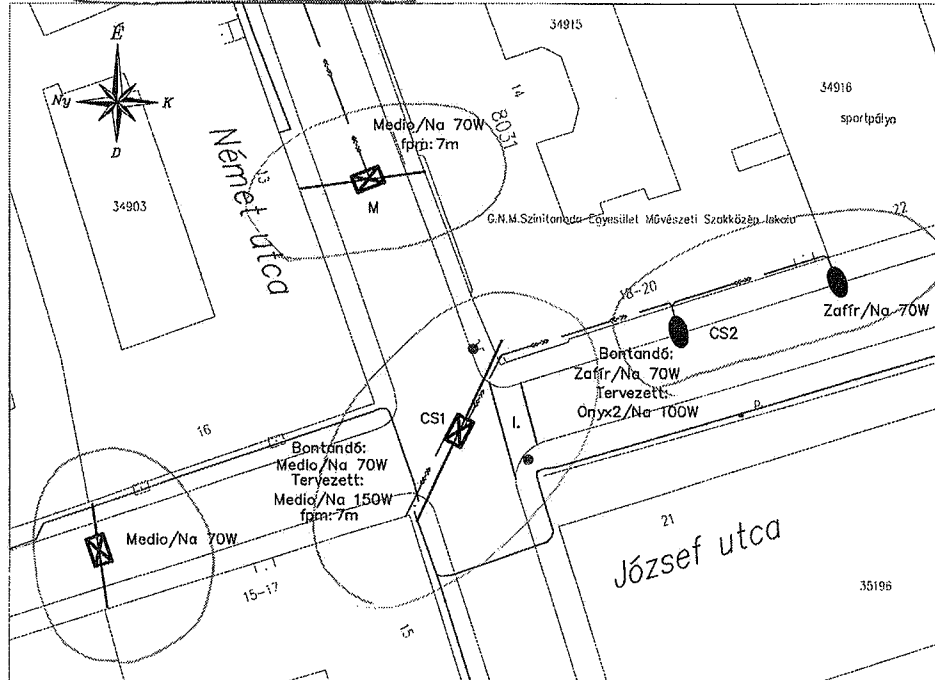 É
Ny
K
D
34915
34916
sportpálya
14
8031
Medio/Na 70W
fpm: 7m
M
Német utca
13
34903
G.N.M.Színitanoda Egyesület Művészeti Szakközép Iskola
22
18-20
Zafír/Na 70W
CS2
Bontandó:
Zafír/Na 70W
Tervezett:
Onyx2/Na 100W
CS1
I.
P
16
Bontandó:
Medio/Na 70W
Tervezett:
Medio/Na 150W
fpm: 7m
Medio/Na 70W
15-17
15
21
József utca
35196